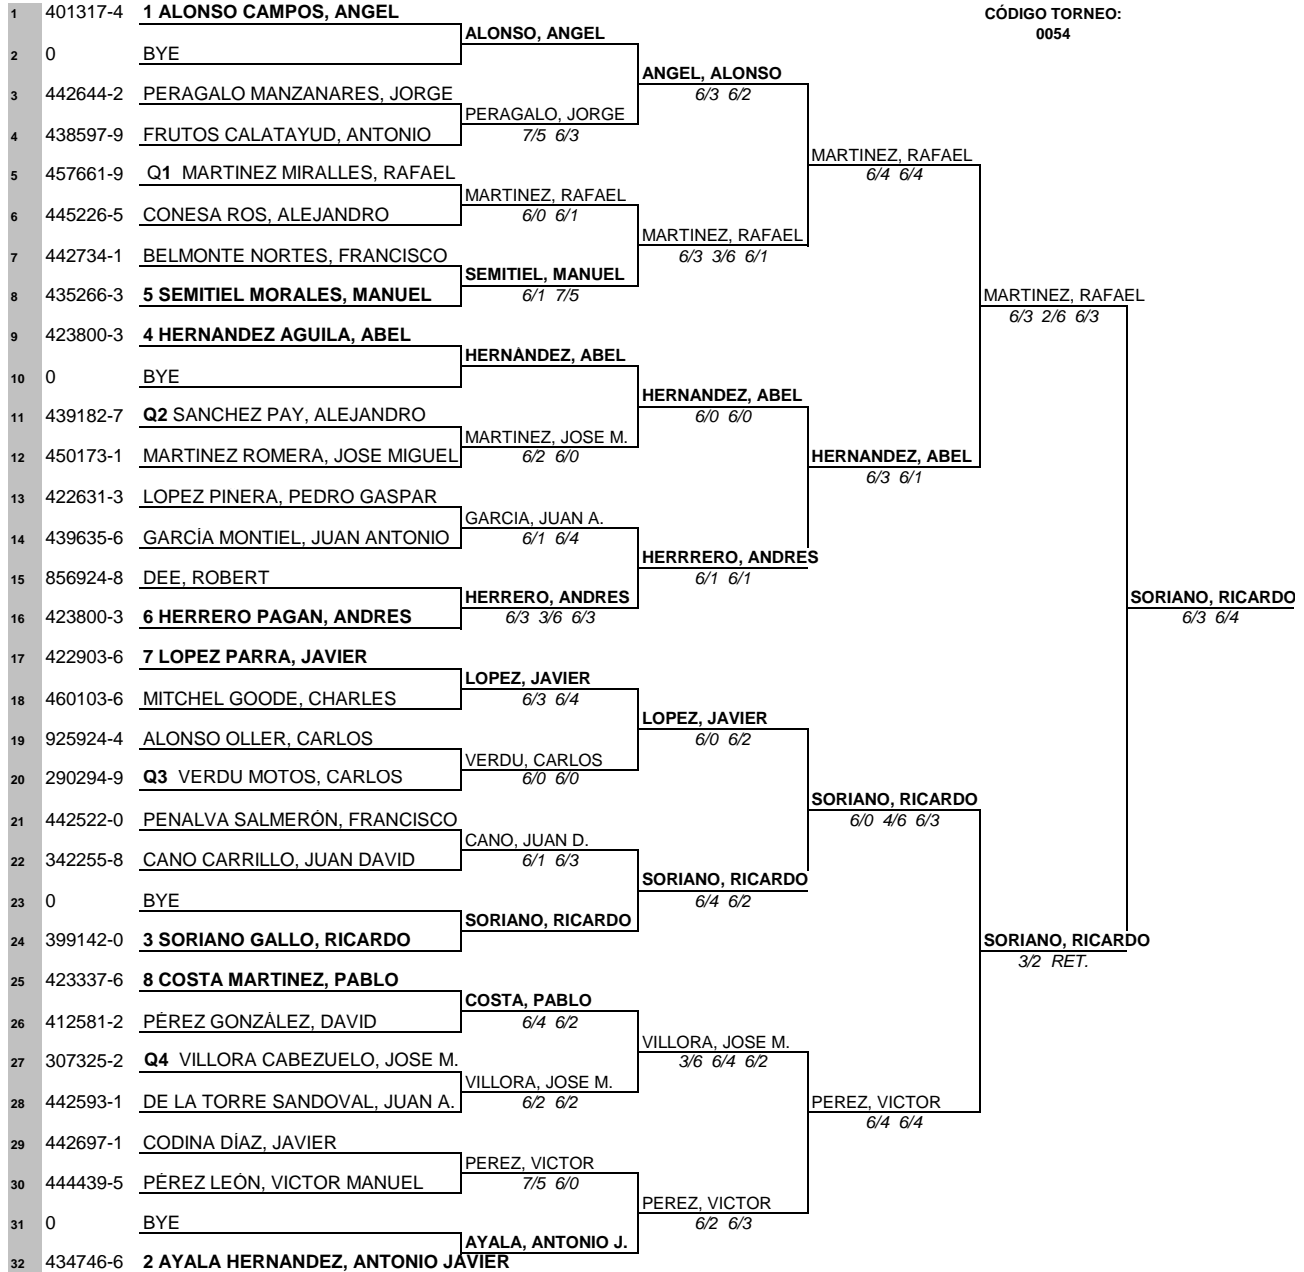 CÓDIGO TORNEO:
0054
1 401317-4 1 ALONSO CAMPOS, ANGEL
ALONSO, ANGEL
2 0 BYE
ANGEL, ALONSO
6/3 6/2
3 442644-2 PERAGALO MANZANARES, JORGE
PERAGALO, JORGE
7/5 6/3
4 438597-9 FRUTOS CALATAYUD, ANTONIO
MARTINEZ, RAFAEL
6/4 6/4
5 457661-9 Q1 MARTINEZ MIRALLES, RAFAEL
MARTINEZ, RAFAEL
6/0 6/1
6 445226-5 CONESA ROS, ALEJANDRO
MARTINEZ, RAFAEL
6/3 3/6 6/1
7 442734-1 BELMONTE NORTES, FRANCISCO
SEMITIEL, MANUEL
6/1 7/5
8 435266-3 5 SEMITIEL MORALES, MANUEL
MARTINEZ, RAFAEL
6/3 2/6 6/3
9 423800-3 4 HERNANDEZ AGUILA, ABEL
HERNÁNDEZ, ABEL
10 0 BYE
HERNANDEZ, ABEL
6/0 6/0
11 439182-7 Q2 SANCHEZ PAY, ALEJANDRO
MARTINEZ, JOSE M.
6/2 6/0
12 450173-1 MARTINEZ ROMERA, JOSE MIGUEL
HERNANDEZ, ABEL
6/3 6/1
13 422631-3 LOPEZ PINERA, PEDRO GASPAR
GARCIA, JUAN A.
6/1 6/4
14 439635-6 GARCÍA MONTIEL, JUAN ANTONIO
HERRRERO, ANDRES
6/1 6/1
15 856924-8 DEE, ROBERT
HERRERO, ANDRES
6/3 3/6 6/3
16 423800-3 6 HERRERO PAGAN, ANDRES
SORIANO, RICARDO
6/3 6/4
17 422903-6 7 LOPEZ PARRA, JAVIER
LOPEZ, JAVIER
6/3 6/4
18 460103-6 MITCHEL GOODE, CHARLES
LOPEZ, JAVIER
6/0 6/2
19 925924-4 ALONSO OLLER, CARLOS
VERDU, CARLOS
6/0 6/0
20 290294-9 Q3 VERDU MOTOS, CARLOS
SORIANO, RICARDO
6/0 4/6 6/3
21 442522-0 PENALVA SALMERÓN, FRANCISCO
CANO, JUAN D.
6/1 6/3
22 342255-8 CANO CARRILLO, JUAN DAVID
SORIANO, RICARDO
6/4 6/2
23 0 BYE
SORIANO, RICARDO
24 399142-0 3 SORIANO GALLO, RICARDO
SORIANO, RICARDO
3/2 RET.
25 423337-6 8 COSTA MARTINEZ, PABLO
COSTA, PABLO
6/4 6/2
26 412581-2 PÉREZ GONZÁLEZ, DAVID
VILLORA, JOSE M.
3/6 6/4 6/2
27 307325-2 Q4 VILLORA CABEZUELO, JOSE M.
VILLORA, JOSE M.
6/2 6/2
28 442593-1 DE LA TORRE SANDOVAL, JUAN A.
PEREZ, VICTOR
6/4 6/4
29 442697-1 CODINA DÍAZ, JAVIER
PEREZ, VICTOR
7/5 6/0
30 444439-5 PÉREZ LEÓN, VICTOR MANUEL
PEREZ, VICTOR
6/2 6/3
31 0 BYE
AYALA, ANTONIO J.
32 434746-6 2 AYALA HERNANDEZ, ANTONIO JAVIER